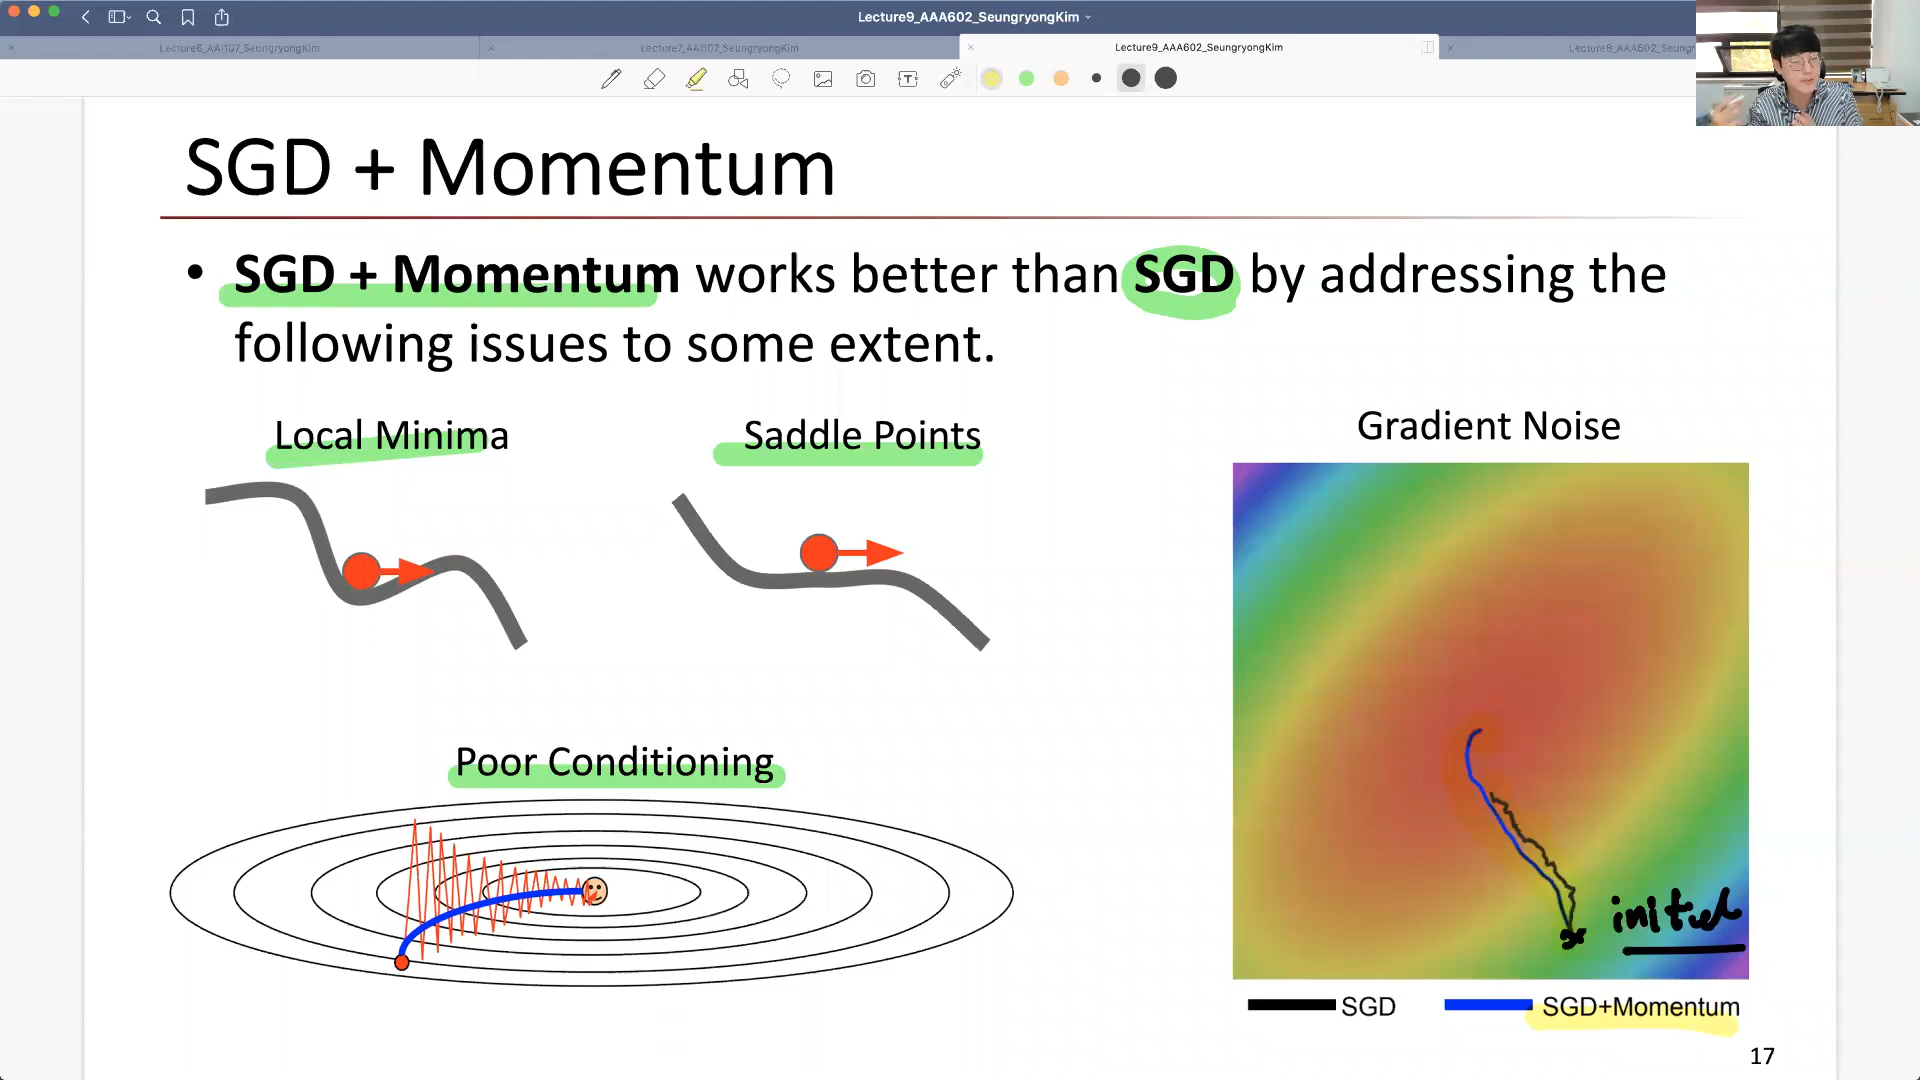 Lecture9_AAA602_SeungryongKim
Lecture6_AAI107_SeungryongKim
Lecture7_AAI107_SeungryongKim
Lecture9_AAA602_SeungryongKim
Lecture8_AAA602_Seungr
SGD + Momentum
• SGD + Momentum works better than SGD by addressing the
following issues to some extent.
Local Minima
Saddle Points
Gradient Noise
Poor Conditioning
initial
SGD
SGD+Momentum
17